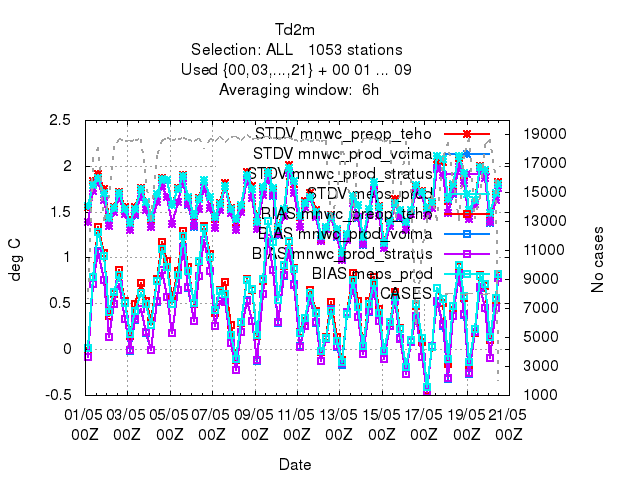 Td2m
Selection: ALL   1053 stations
Used {00,03,...,21} + 00 01 ... 09
Averaging window:  6h
2.5
2
1.5
1
0.5
0
-0.5
deg C
19000
17000
15000
13000
11000
9000
7000
5000
3000
1000
No cases
STDV mnwc_preop_teho
STDV mnwc_prod_voima
STDV mnwc_prod_stratus
STDV meps_prod
BIAS mnwc_preop_teho
BIAS mnwc_prod_voima
BIAS mnwc_prod_stratus
BIAS meps_prod
CASES
01/05 03/05 05/05 07/05 09/05 11/05 13/05 15/05 17/05 19/05 21/05
00Z 00Z 00Z 00Z 00Z 00Z 00Z 00Z 00Z 00Z 00Z
Date